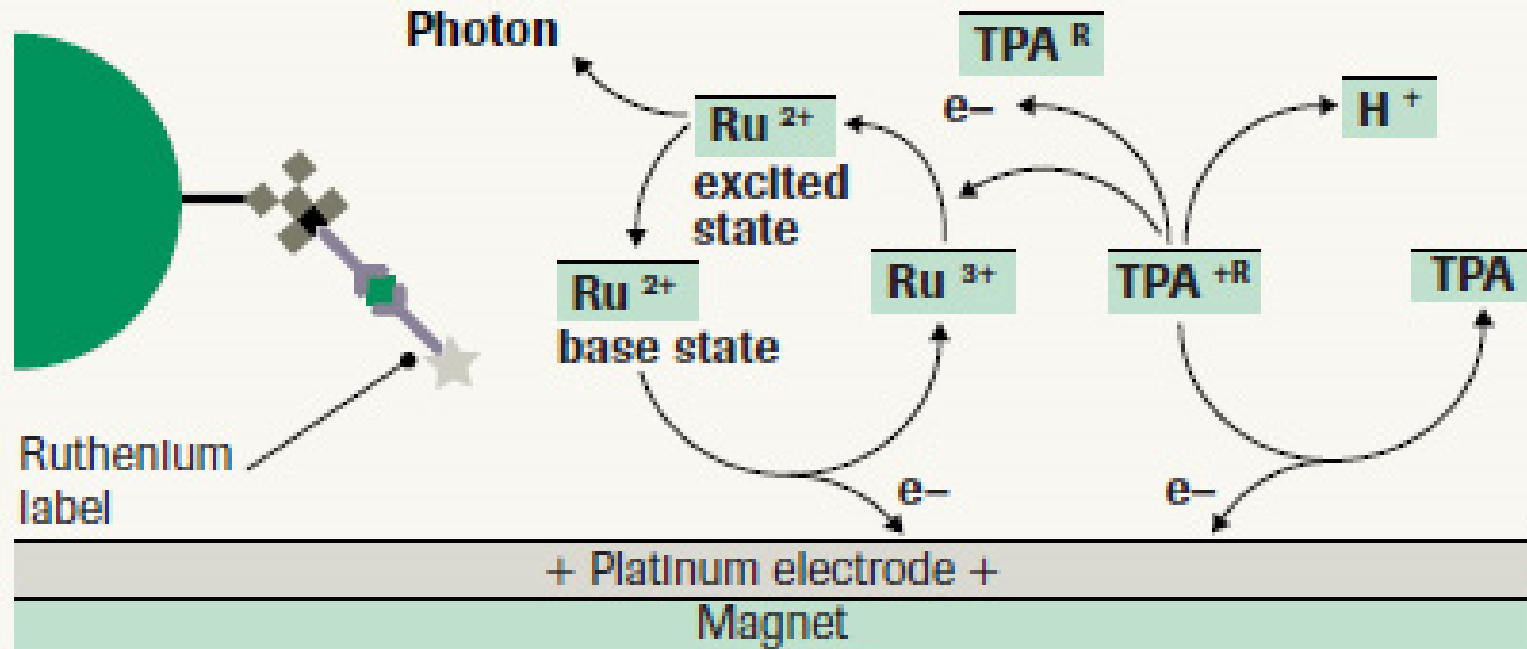 Photon
TPA R
e–
H +
Ru 2+
excited
state
Ru 2+
base state
Ru 3+
TPA +R
TPA
Ruthenium
label
e–
e–
+ Platinum electrode +
Magnet